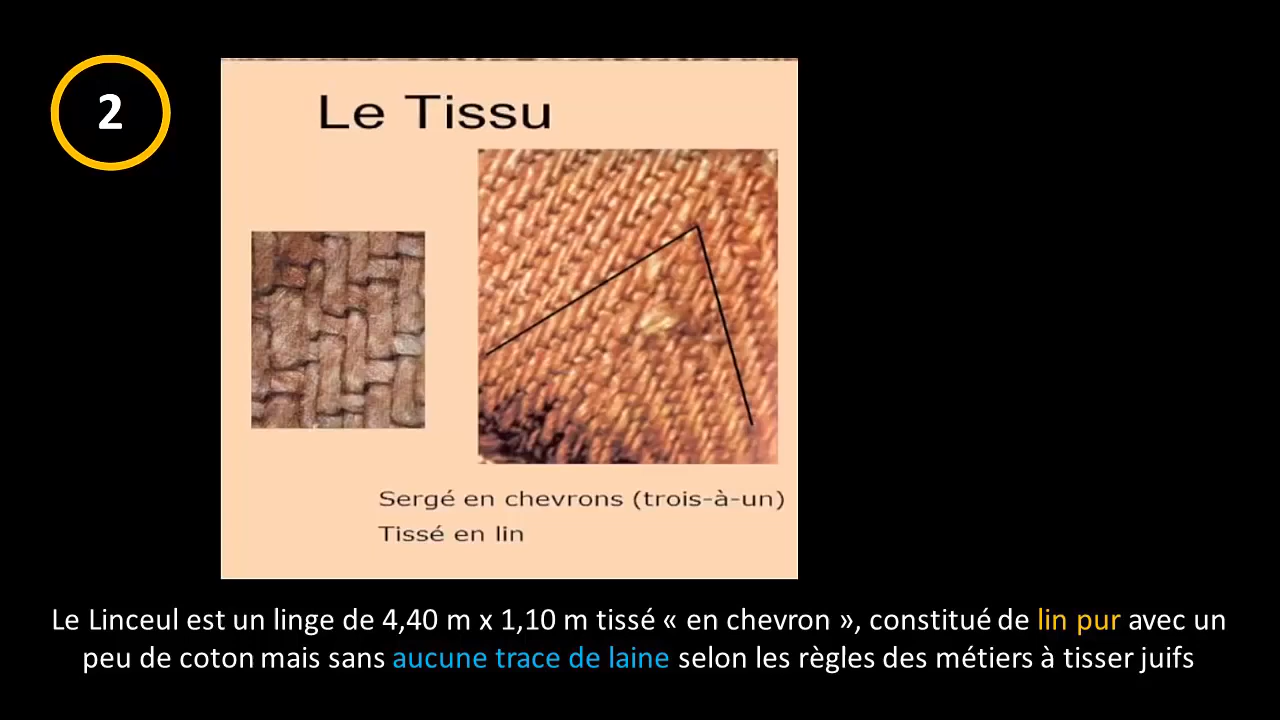 2
Le Tissu
Sergé en chevrons (trois-à-un)
Tissé en lin
Le Linceul est un linge de 4,40 m x 1,10 m tissé « en chevron », constitué de lin pur avec un
peu de coton mais sans aucune trace de laine selon les règles des métiers à tisser juifs